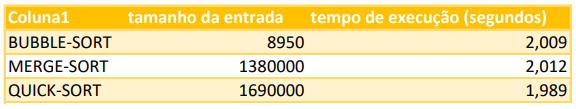 Coluna1 tamanho da entrada tempo de execução (segundos)
BUBBLE-SORT 8950 2,009
MERGE-SORT 1380000 2,012
QUICK-SORT 1690000 1,989